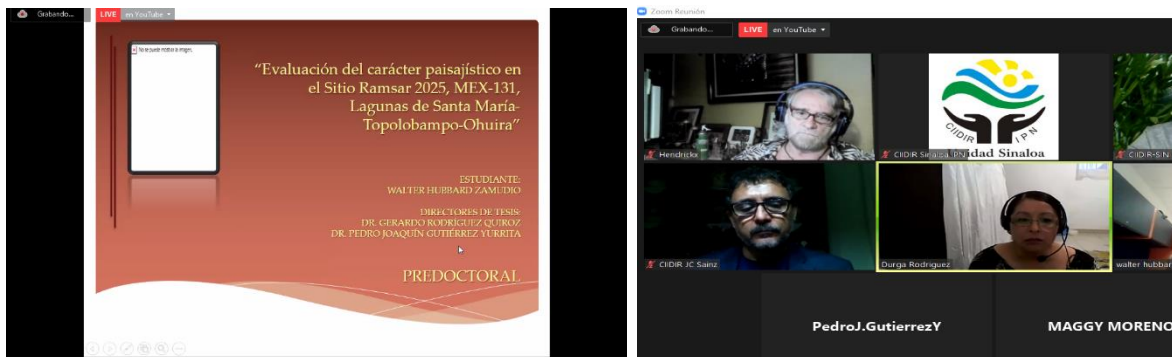 Grabando...
LIVE en YouTube
No se puede mostrar la imagen.
“Evaluación del carácter paisajístico en
el Sitio Ramsar 2025, MEX-131,
Lagunas de Santa María-
Topolobampo-Ohuira”
ESTUDIANTE:
WALTER HUBBARD ZAMUDIO
DIRECTORES DE TESIS:
DR. GERARDO RODRÍGUEZ QUIROZ
DR. PEDRO JOAQUÍN GUTIÉRREZ YURRITA
PREDOCTORAL
Zoom Reunión
Grabando...
LIVE en YouTube
CIIDIR IPN
Unidad Sinaloa
Hendrickx
CIIDIR Sinaloa IPN
CIIDIR-SIN
CIIDIR JC Sainz
Durga Rodriguez
walter hubbar
PedroJ.GutierrezY
MAGGY MORENO